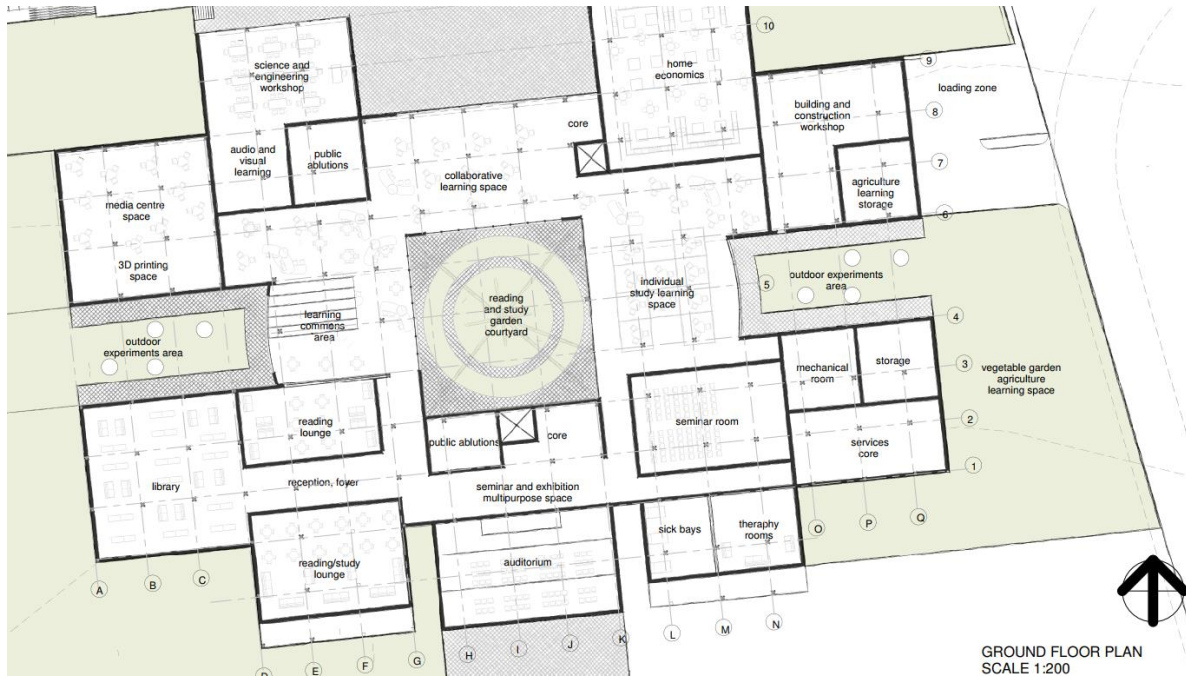 10
science and
engineering
workshop
home
economics
9
loading zone
building and
construction
workshop
8
core
audio and
visual
learning
public
ablutions
7
collaborative
learning space
agriculture
learning
storage
media centre
space
6
3D printing
space
reading
and study
garden
courtyard
individual
study learning
space
5
outdoor experiments
area
learning
commons
area
4
outdoor
experiments area
3
mechanical
room
storage
vegetable garden
agriculture
learning space
2
reading
lounge
public ablutions
core
seminar room
services
core
1
library
reception, foyer
seminar and exhibition
multipurpose space
O
P
Q
sick bays
theraphy
rooms
reading/study
lounge
auditorium
A
B
C
D
E
F
G
H
I
J
K
L
M
N
GROUND FLOOR PLAN
SCALE 1:200